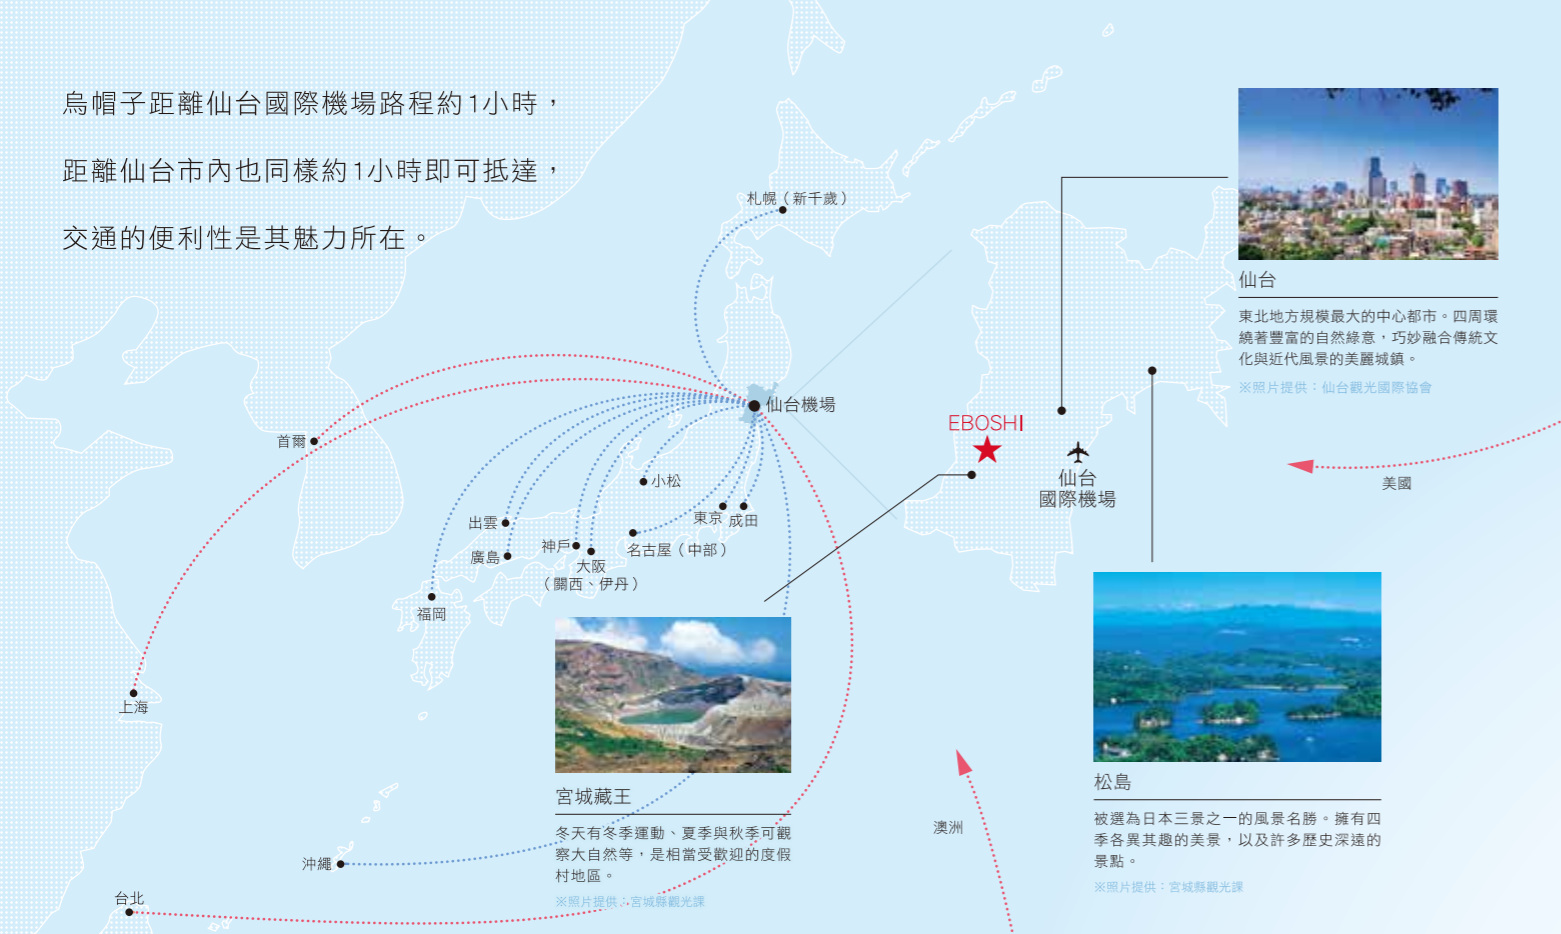 烏帽子距離仙台國際機場路程約1小時，
距離仙台市內也同樣約1小時即可抵達，
交通的便利性是其魅力所在。
札幌（新千歲）
仙台機場
首爾
小松
出雲
東京
成田
廣島
神戶
名古屋（中部）
大阪
（關西、伊丹）
福岡
上海
沖繩
台北
EBOSHI
仙台
國際機場
美國
澳洲
仙台
東北地方規模最大的中心都市。四周環
繞著豐富的自然綠意，巧妙融合傳統文
化與近代風景的美麗城鎮。
※照片提供：仙台觀光國際協會
宮城藏王
冬天有冬季運動、夏季與秋季可觀
察大自然等，是相當受歡迎的度假
村地區。
※照片提供：宮城縣觀光課
松島
被選為日本三景之一的風景名勝。擁有四
季各異其趣的美景，以及許多歷史深遠的
景點。
※照片提供：宮城縣觀光課